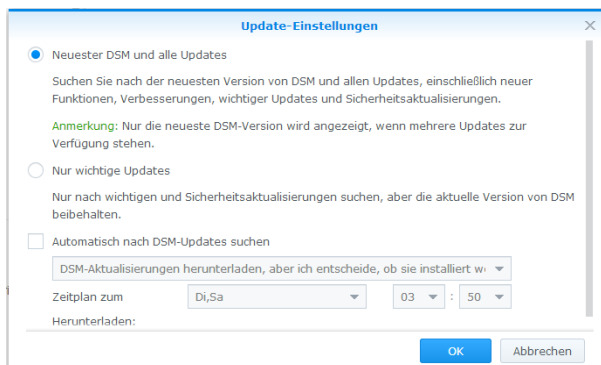 Update-Einstellungen
Neuester DSM und alle Updates
Suchen Sie nach der neuesten Version von DSM und allen Updates, einschließlich neuer
Funktionen, Verbesserungen, wichtiger Updates und Sicherheitsaktualisierungen.
Anmerkung: Nur die neueste DSM-Version wird angezeigt, wenn mehrere Updates zur
Verfügung stehen.
Nur wichtige Updates
Nur nach wichtigen und Sicherheitsaktualisierungen suchen, aber die aktuelle Version von DSM
beibehalten.
Automatisch nach DSM-Updates suchen
DSM-Aktualisierungen herunterladen, aber ich entscheide, ob sie installiert
Zeitplan zum Di,Sa 03 : 50
Herunterladen:
OK Abbrechen